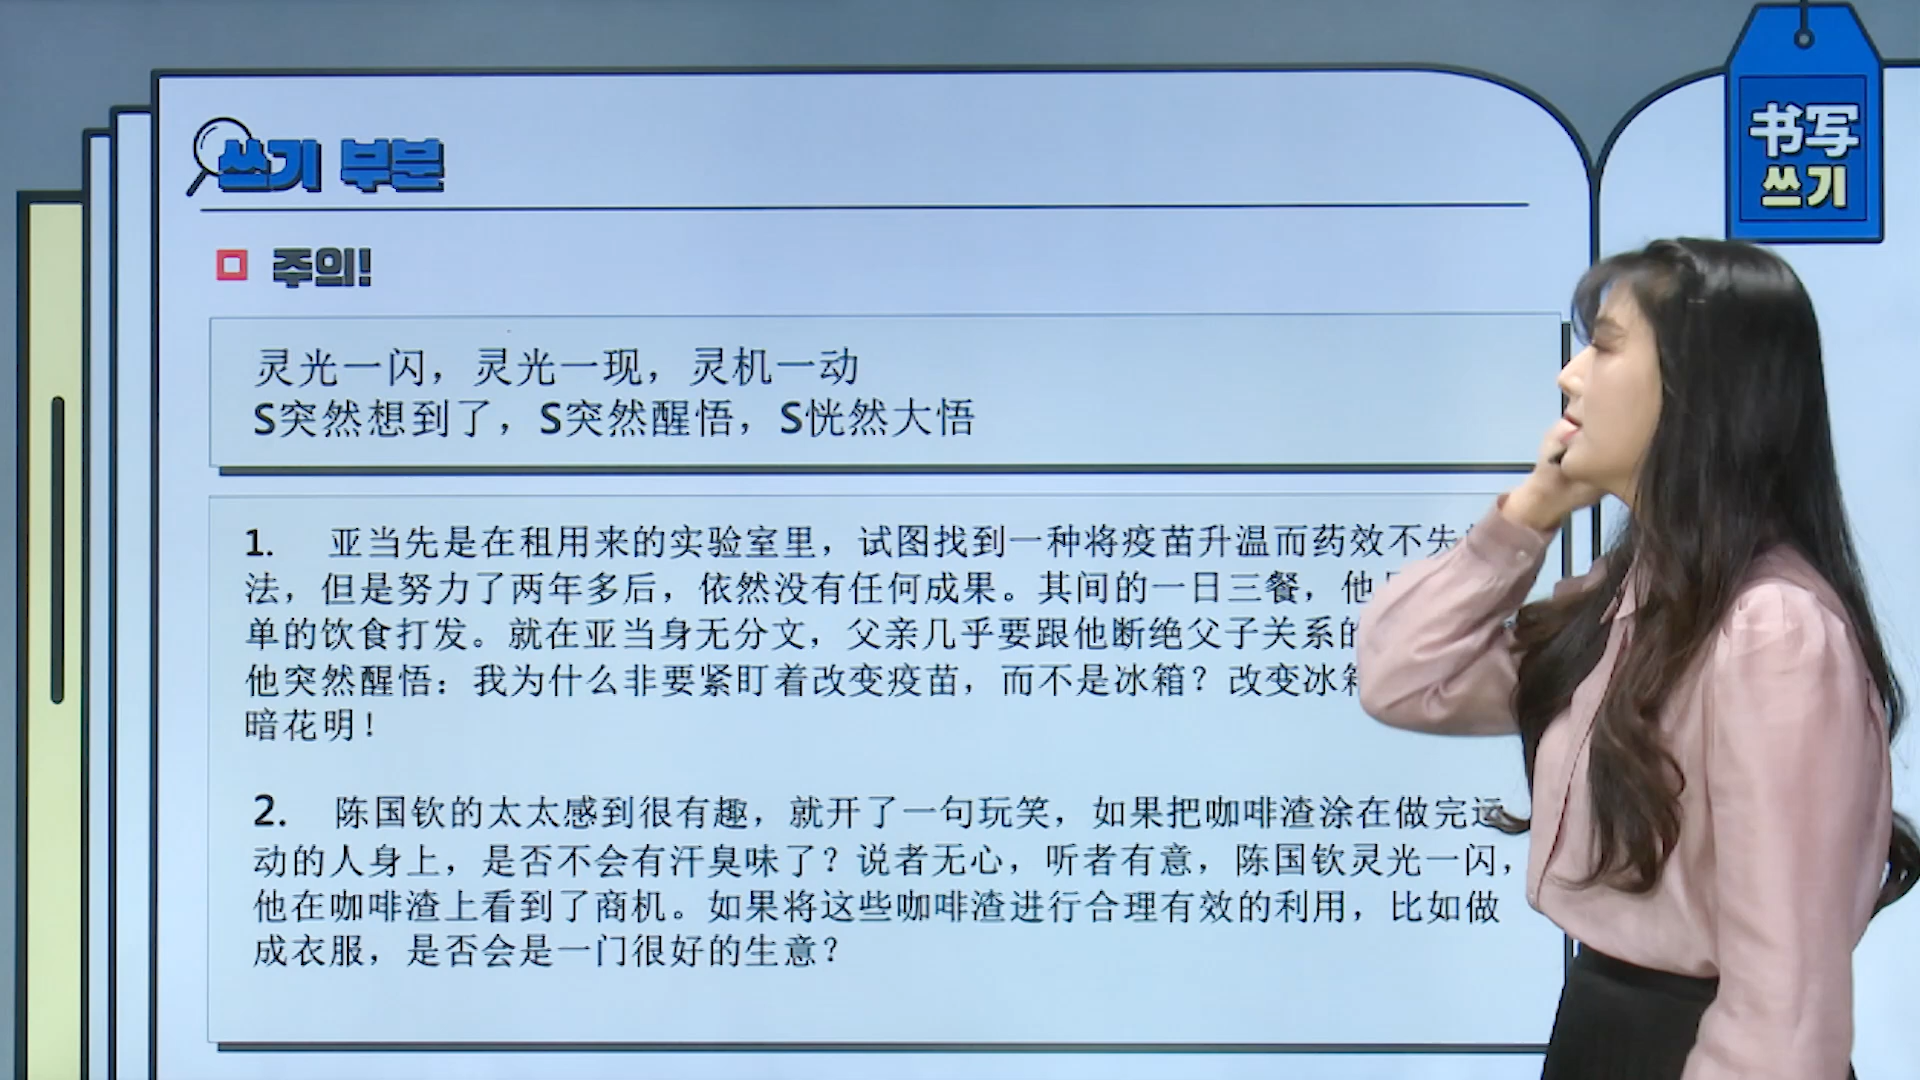 쓰기 부분
书写
쓰기
주의!
灵光一闪，灵光一现，灵机一动
S突然想到了，S突然醒悟，S恍然大悟
1. 亚当先是在租用来的实验室里，试图找到一种将疫苗升温而药效不失
法，但是努力了两年多后，依然没有任何成果。其间的一日三餐，他
单的饮食打发。就在亚当身无分文，父亲几乎要跟他断绝父子关系的
他突然醒悟：我为什么非要紧盯着改变疫苗，而不是冰箱？改变冰箱
暗花明！
2. 陈国钦的太太感到很有趣，就开了一句玩笑，如果把咖啡渣涂在做完运
动的人身上，是否不会有汗臭味了？说者无心，听者有意，陈国钦灵光一闪，
他在咖啡渣上看到了商机。如果将这些咖啡渣进行合理有效的利用，比如做
成衣服，是否会是一门很好的生意？